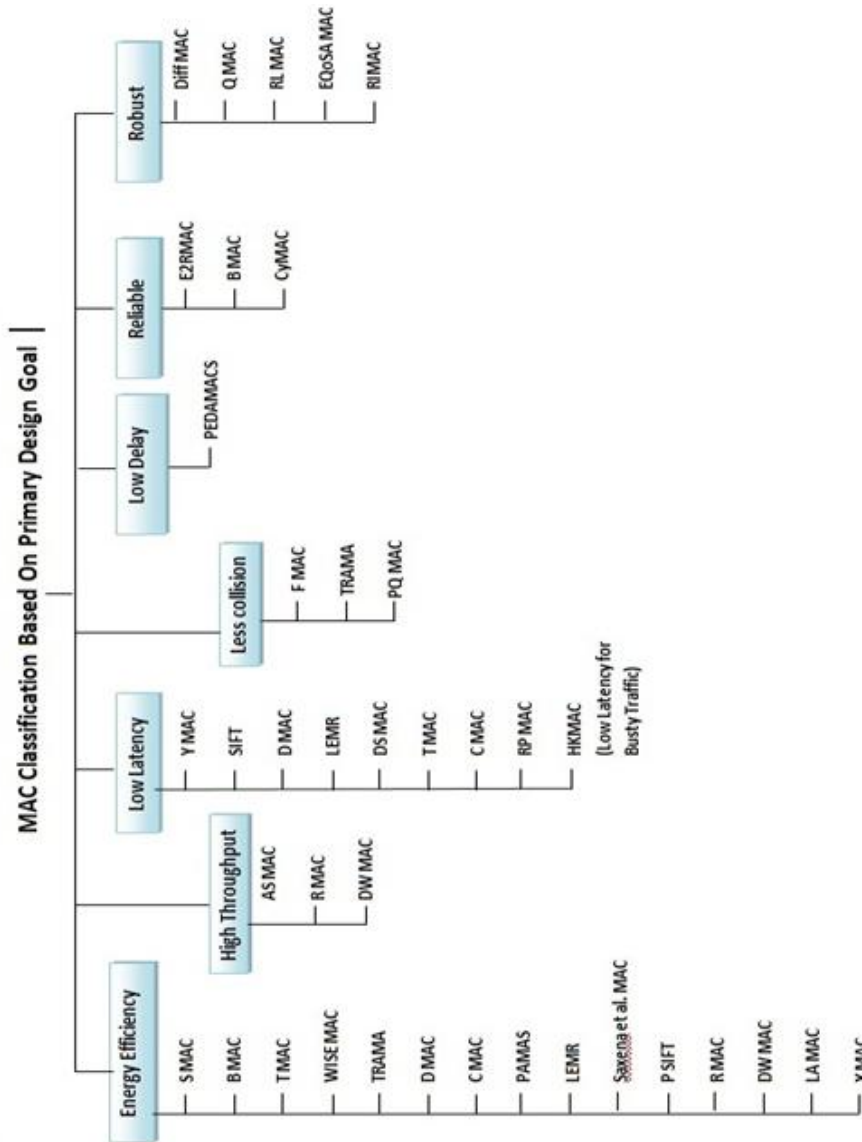 MAC Classification Based On Primary Design Goal
Energy Efficiency
S MAC
B MAC
T MAC
WISE MAC
TRAMA
D MAC
C MAC
PAMAS
LEMR
Saxena et al. MAC
P SIFT
R MAC
DW MAC
LA MAC
X MAC
High Throughput
AS MAC
R MAC
DW MAC
Low Latency
Y MAC
SIFT
D MAC
LEMR
DS MAC
T MAC
C MAC
RP MAC
HKMAC
(Low Latency for
Busty Traffic)
Less collision
F MAC
TRAMA
PQ MAC
Low Delay
PEDAMACS
Reliable
E2RMAC
B MAC
CyMAC
Robust
Diff MAC
Q MAC
RL MAC
EQoSA MAC
RI MAC